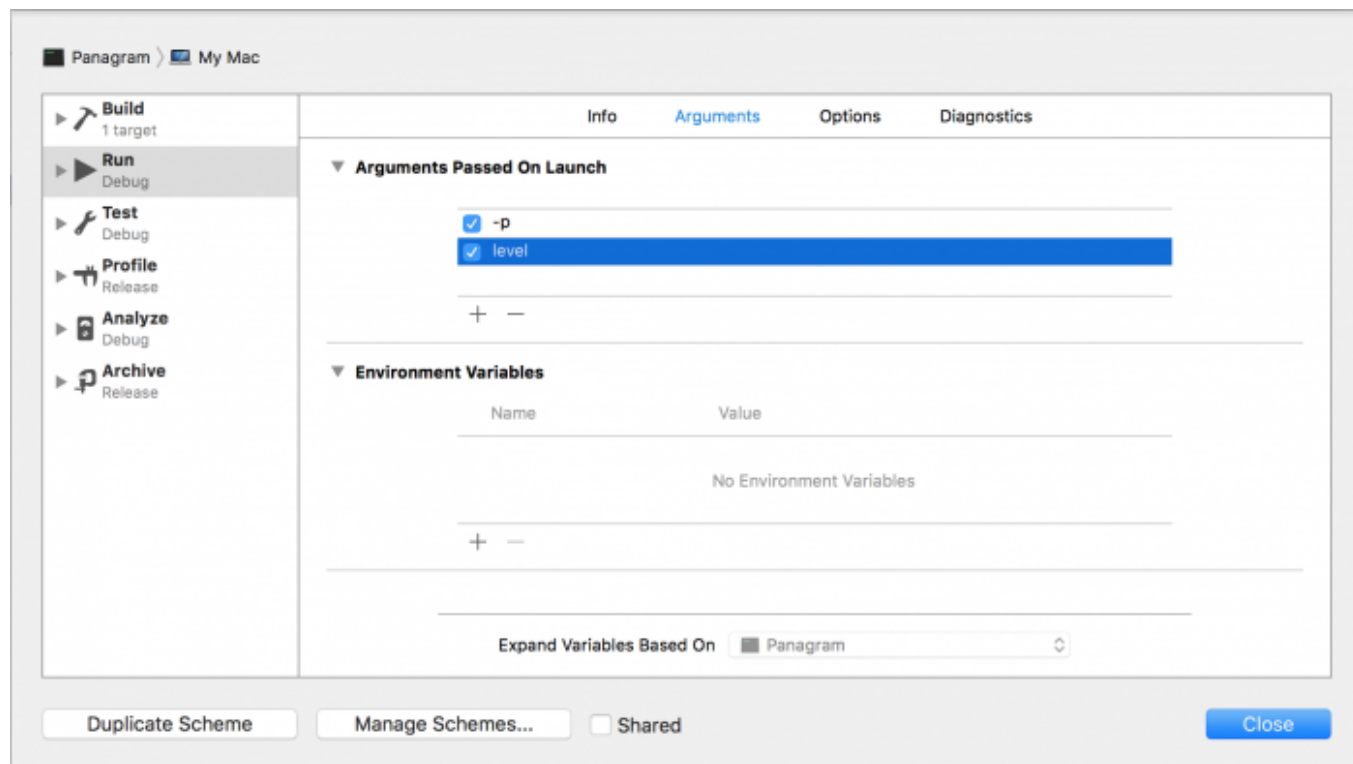 Panagram My Mac
Build
1 target
Run
Debug
Test
Debug
Profile
Release
Analyze
Debug
Archive
Release
Info Arguments Options Diagnostics
Arguments Passed On Launch
-p
level
Environment Variables
Name Value
No Environment Variables
Expand Variables Based On Panagram
Duplicate Scheme Manage Schemes... Shared Close